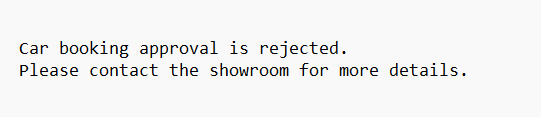 Car booking approval is rejected.
Please contact the showroom for more details.